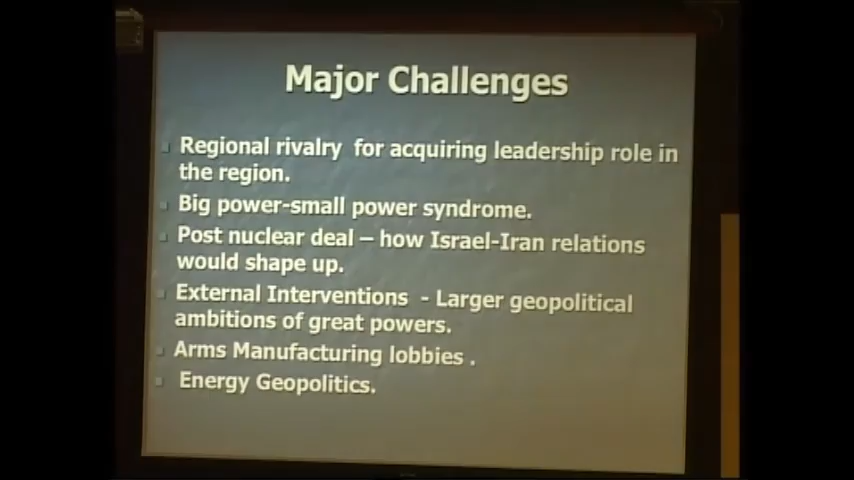 Major Challenges
Regional rivalry for acquiring leadership role in
the region.
Big power-small power syndrome.
Post nuclear deal – how Israel-Iran relations
would shape up.
External Interventions - Larger geopolitical
ambitions of great powers.
Arms Manufacturing lobbies .
Energy Geopolitics.